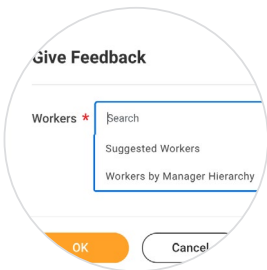 Give Feedback
Workers *
Search
Suggested Workers
Workers by Manager Hierarchy
OK
Cancel